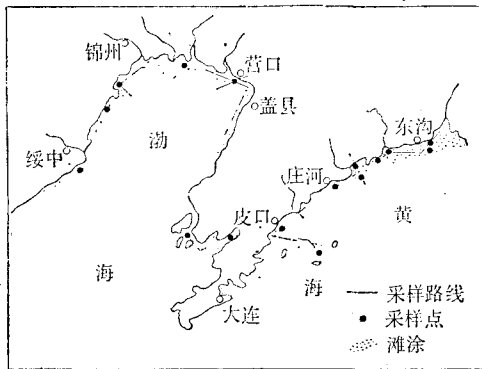 锦州
营口
盖县
渤
东沟
绥中
庄河
皮口
黄
海
海
大连
采样路线
采样点
滩涂